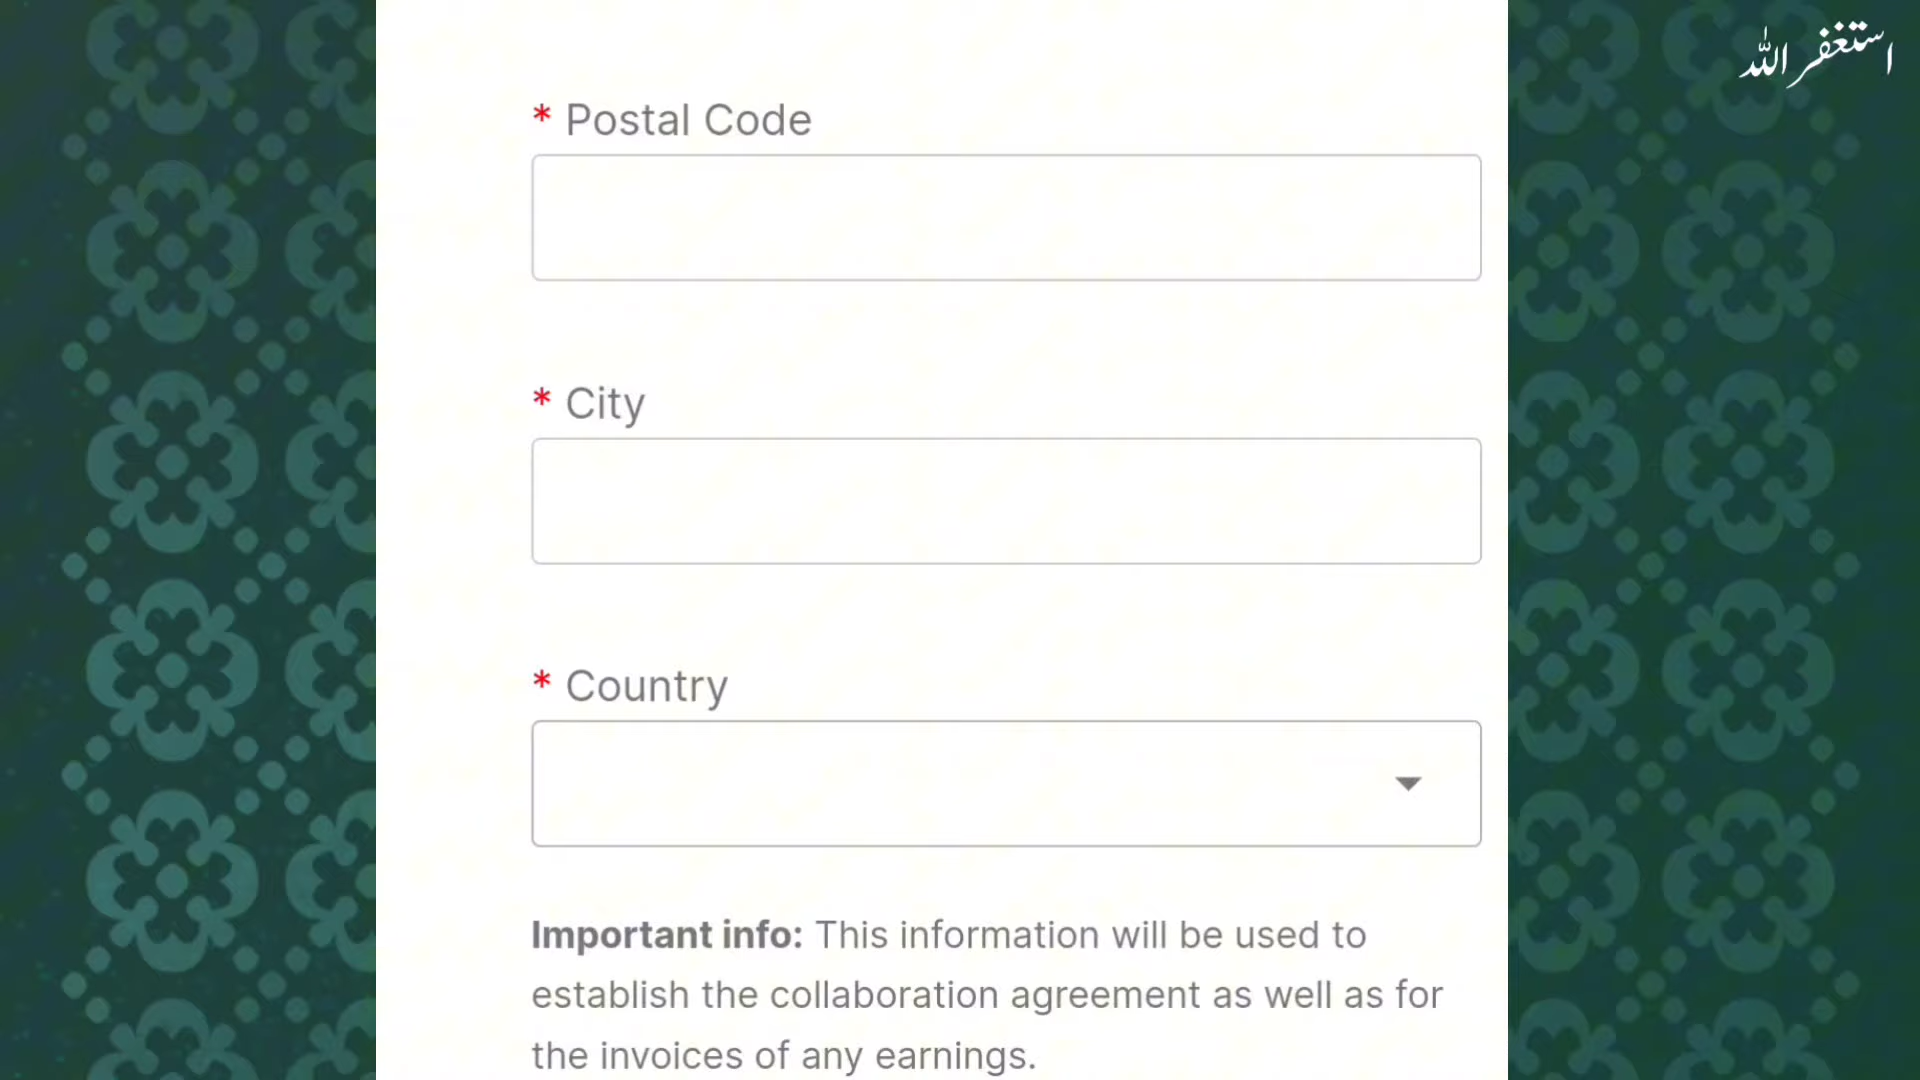 استغفر الله
* Postal Code
* City
* Country
Important info: This information will be used to
establish the collaboration agreement as well as for
the invoices of any earnings.